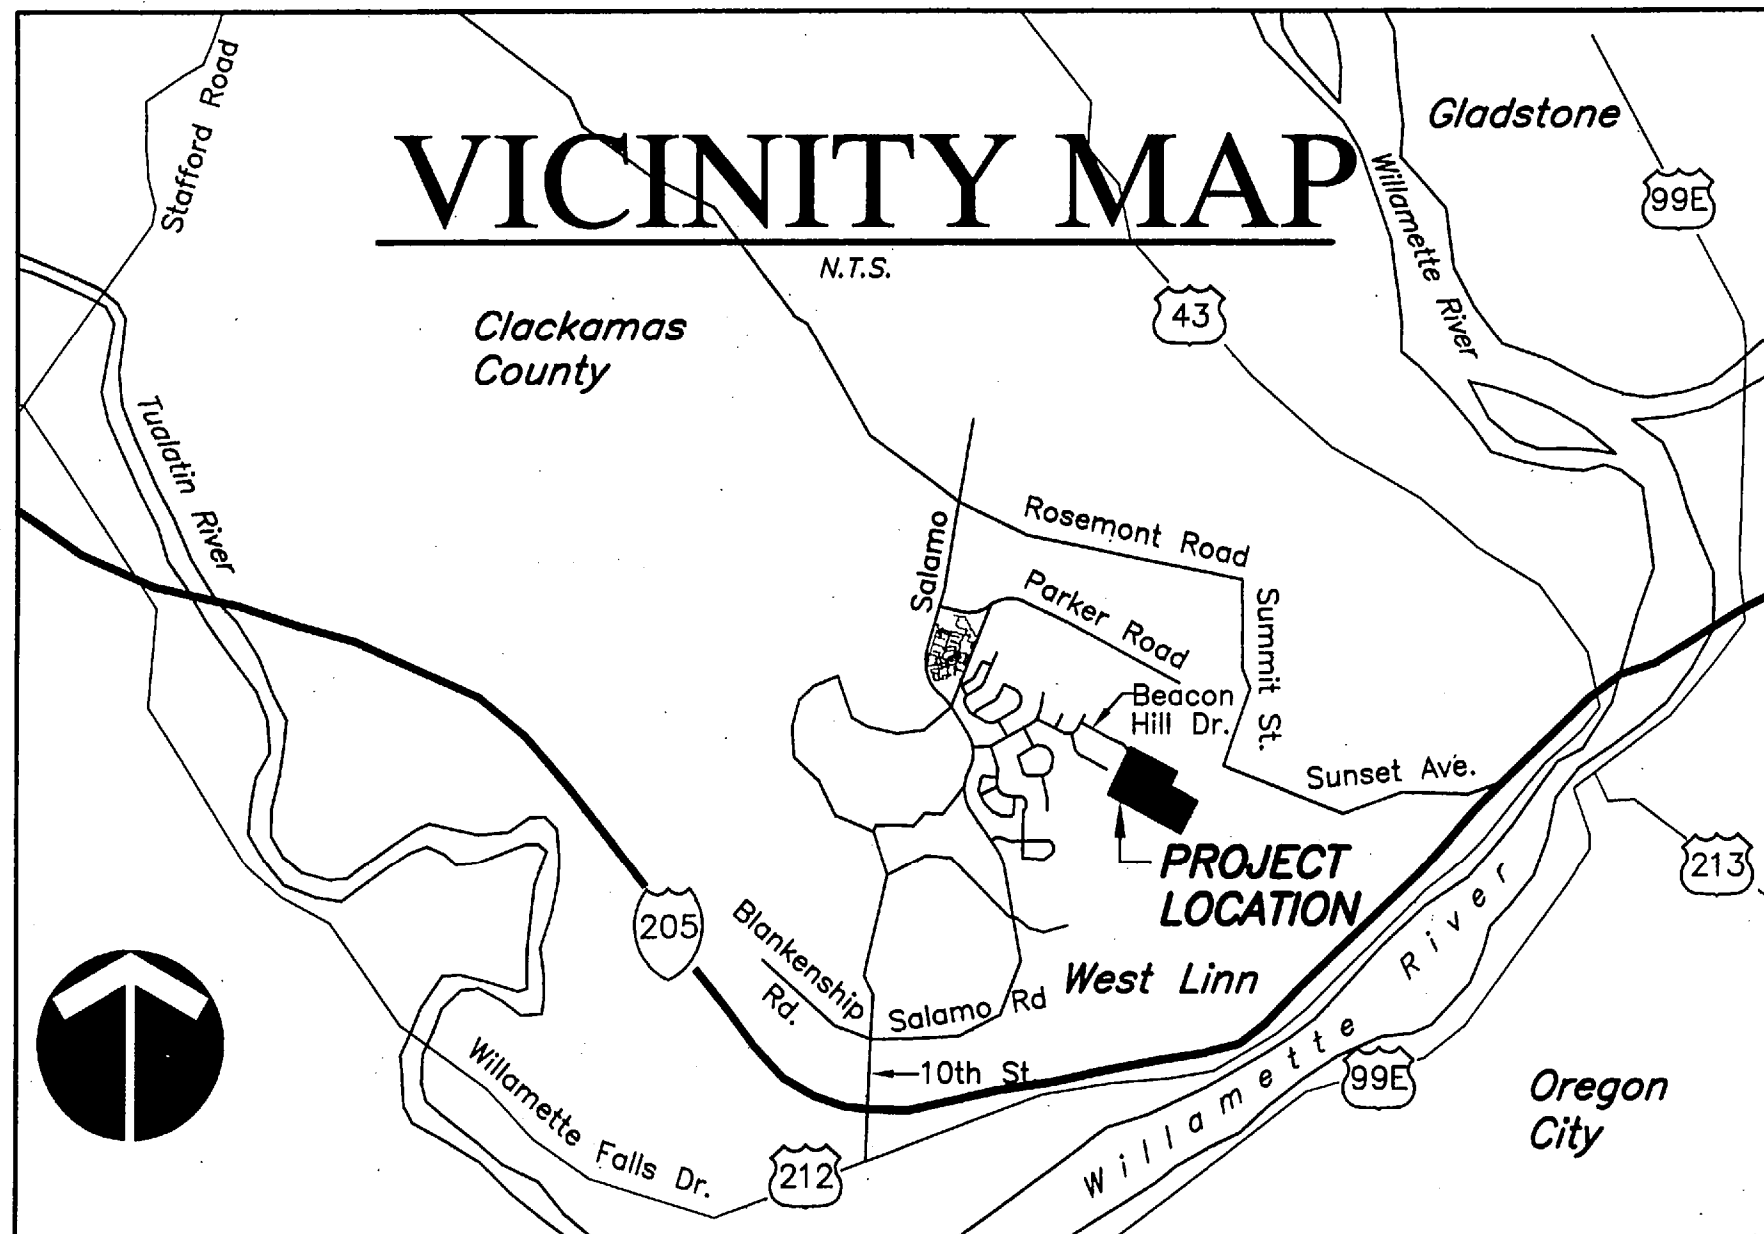 VICINITY MAP
N.T.S.
Stafford Road
Gladstone
99E
Willamette River
43
Clackamas
County
Tualatin River
Rosemont Road
Salamo
Parker Road
Summit St.
Beacon
Hill Dr.
Sunset Ave.
PROJECT
LOCATION
213
205
Blankenship
Rd.
Salamo Rd
West Linn
10th St.
Willamette River
99E
Oregon
City
Willamette Falls Dr.
212